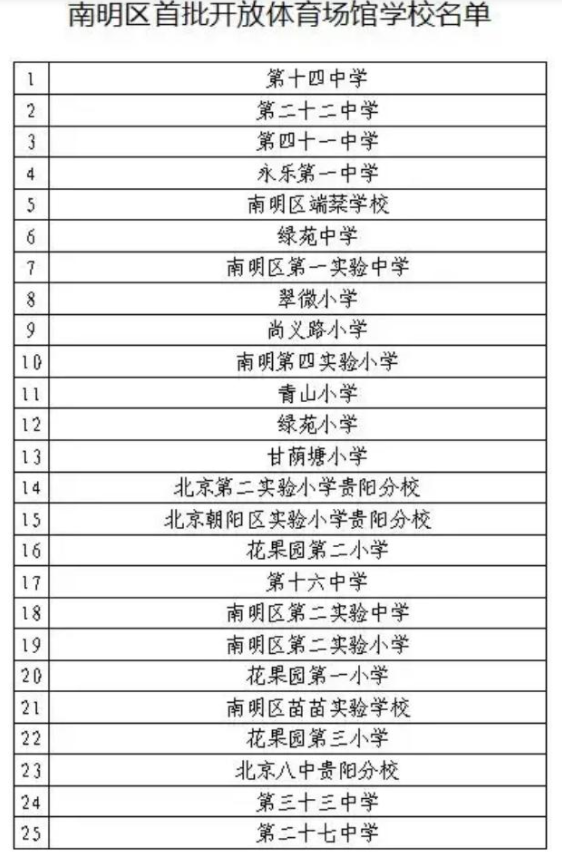 南明区首批开放体育场馆学校名单
1 第十四中学
2 第二十二中学
3 第四十一中学
4 永乐第一中学
5 南明区端棻学校
6 绿苑中学
7 南明区第一实验中学
8 翠微小学
9 尚义路小学
10 南明第四实验小学
11 青山小学
12 绿苑小学
13 甘荫塘小学
14 北京第二实验小学贵阳分校
15 北京朝阳区实验小学贵阳分校
16 花果园第二小学
17 第十六中学
18 南明区第二实验中学
19 南明区第二实验小学
20 花果园第一小学
21 南明区苗苗实验学校
22 花果园第三小学
23 北京八中贵阳分校
24 第三十三中学
25 第二十七中学